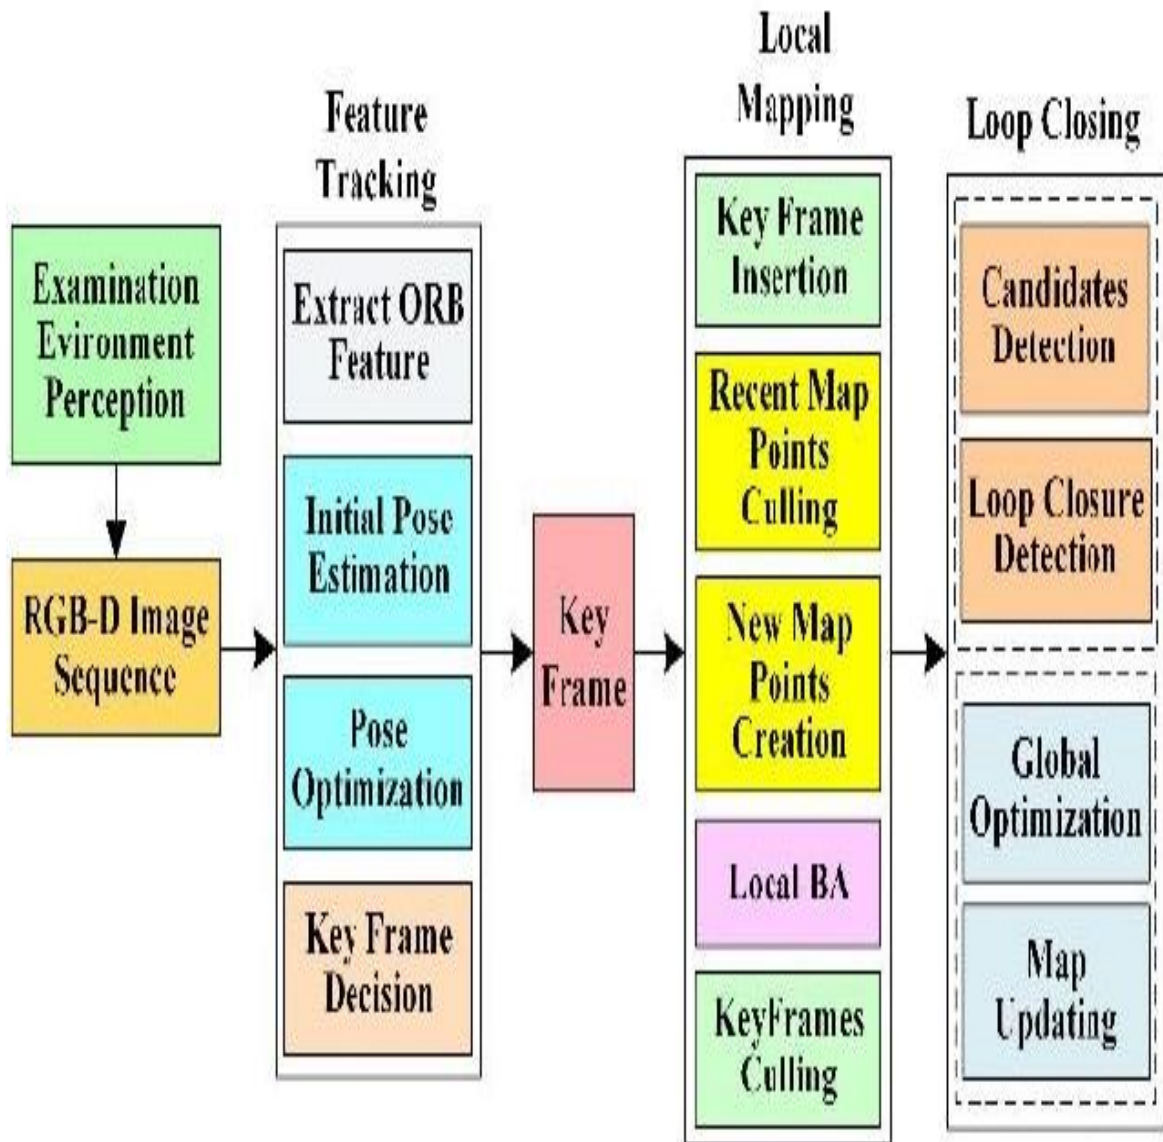 Examination
Evironment
Perception
RGB-D Image
Sequence
Feature
Tracking
Extract ORB
Feature
Initial Pose
Estimation
Pose
Optimization
Key Frame
Decision
Key
Frame
Local
Mapping
Key Frame
Insertion
Recent Map
Points
Culling
New Map
Points
Creation
Local BA
KeyFrames
Culling
Loop Closing
Candidates
Detection
Loop Closure
Detection
Global
Optimization
Map
Updating